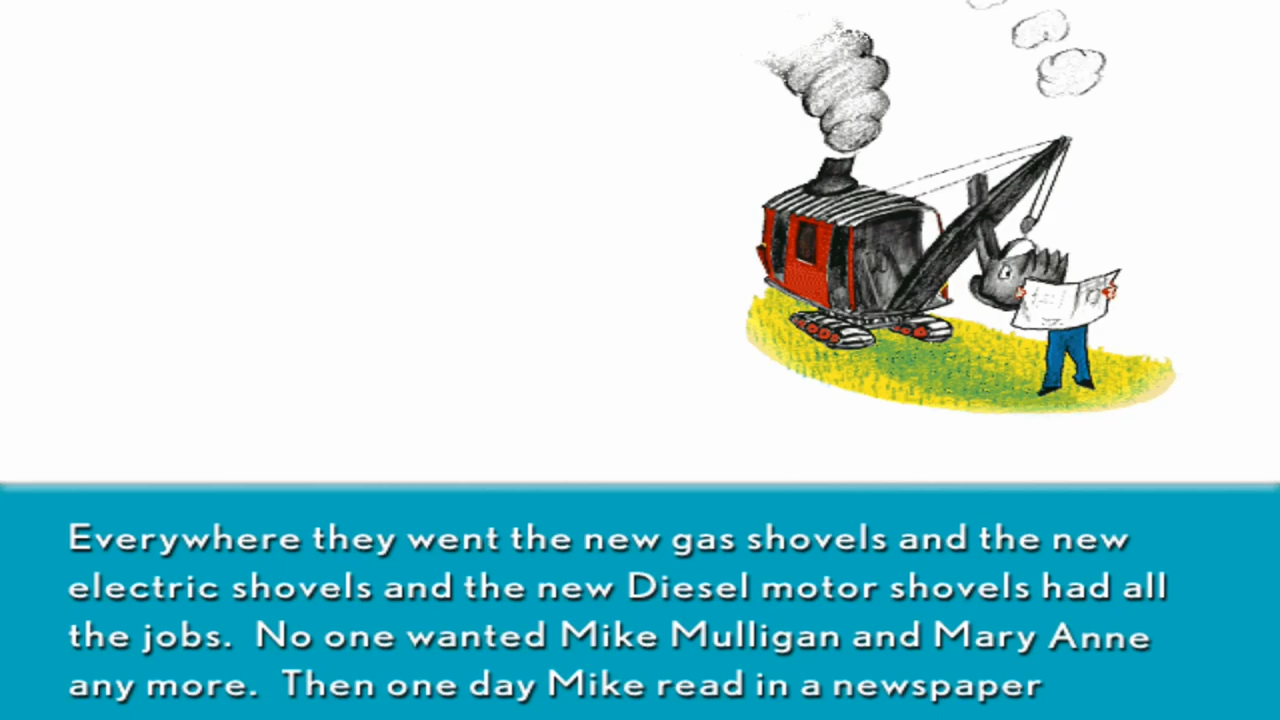 Everywhere they went the new gas shovels and the new
electric shovels and the new Diesel motor shovels had all
the jobs.  No one wanted Mike Mulligan and Mary Anne
any more.  Then one day Mike read in a newspaper